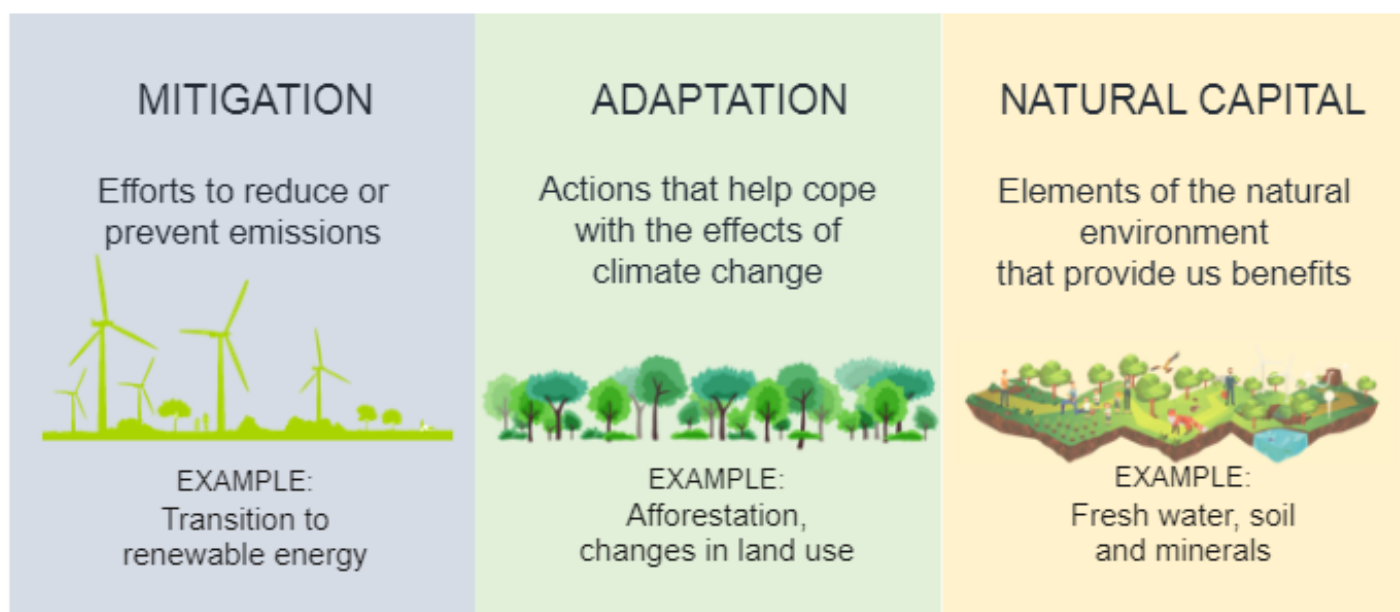 MITIGATION
Efforts to reduce or
prevent emissions
EXAMPLE:
Transition to
renewable energy
ADAPTATION
Actions that help cope
with the effects of
climate change
EXAMPLE:
Afforestation,
changes in land use
NATURAL CAPITAL
Elements of the natural
environment
that provide us benefits
EXAMPLE:
Fresh water, soil
and minerals